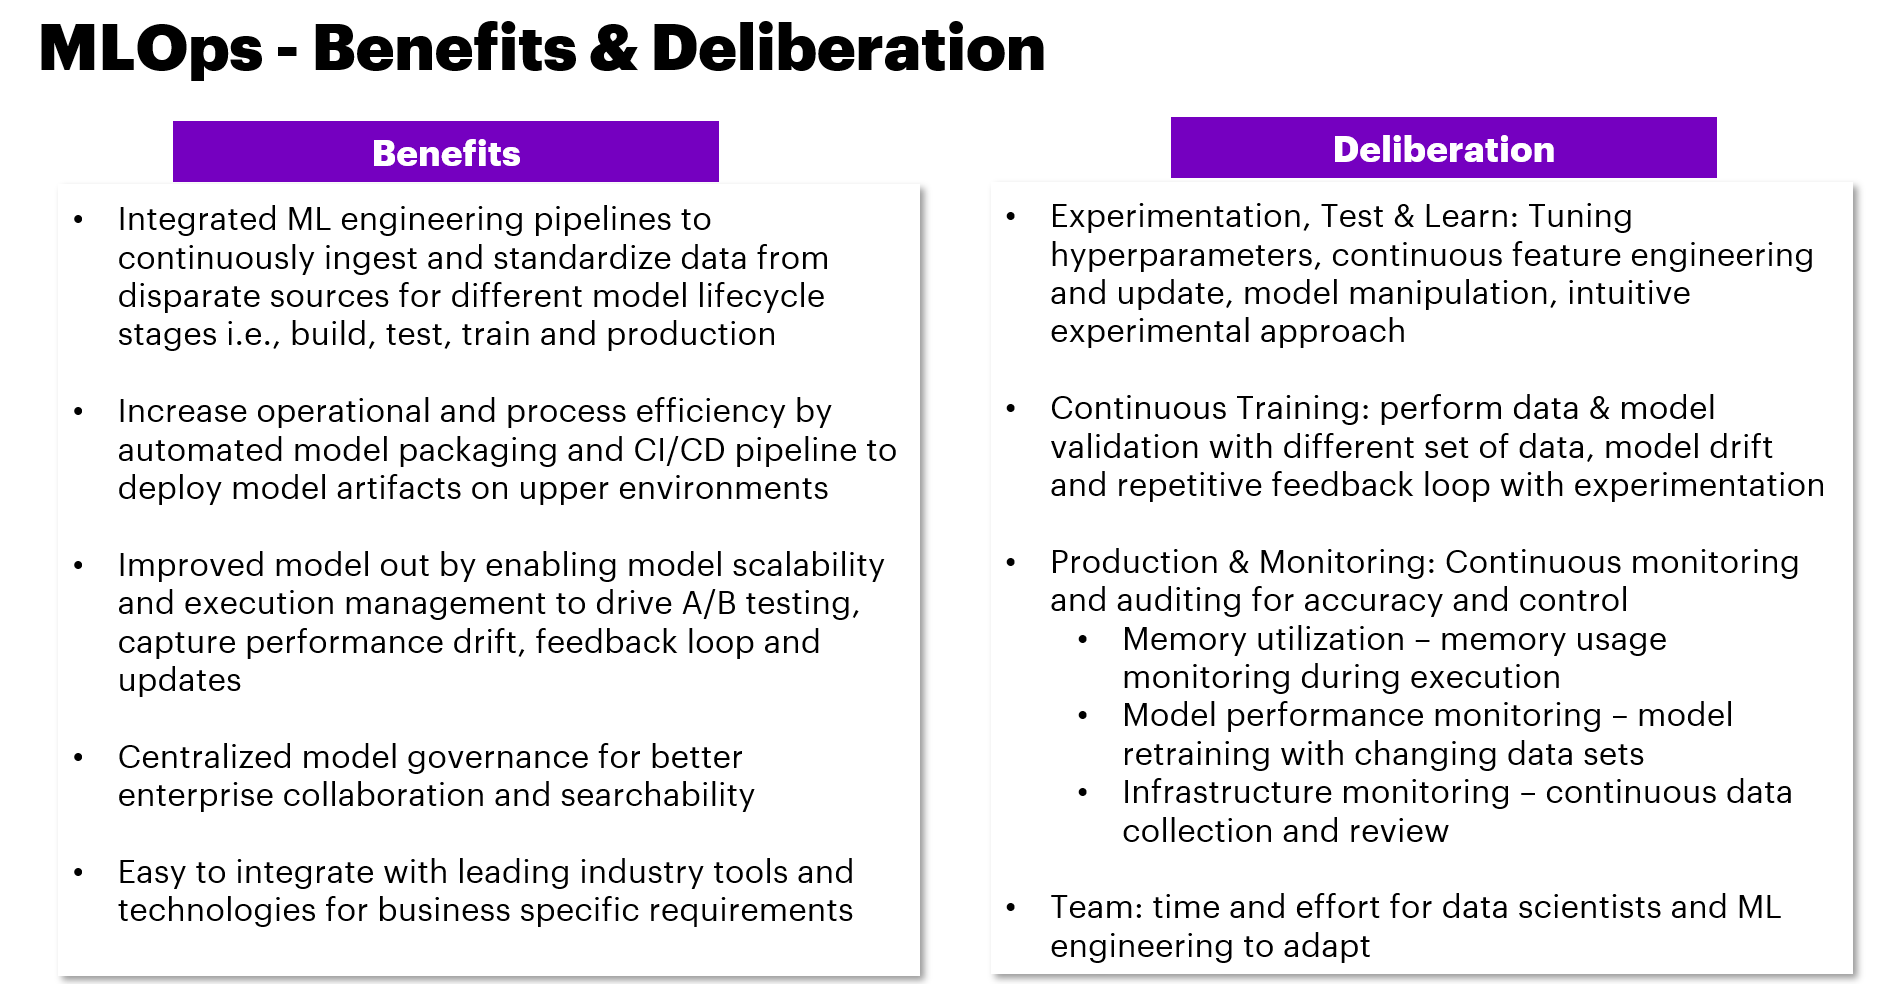 MLOps - Benefits & Deliberation
Benefits
• Integrated ML engineering pipelines to
continuously ingest and standardize data from
disparate sources for different model lifecycle
stages i.e., build, test, train and production
• Increase operational and process efficiency by
automated model packaging and CI/CD pipeline to
deploy model artifacts on upper environments
• Improved model out by enabling model scalability
and execution management to drive A/B testing,
capture performance drift, feedback loop and
updates
• Centralized model governance for better
enterprise collaboration and searchability
• Easy to integrate with leading industry tools and
technologies for business specific requirements
Deliberation
• Experimentation, Test & Learn: Tuning
hyperparameters, continuous feature engineering
and update, model manipulation, intuitive
experimental approach
• Continuous Training: perform data & model
validation with different set of data, model drift
and repetitive feedback loop with experimentation
• Production & Monitoring: Continuous monitoring
and auditing for accuracy and control
• Memory utilization – memory usage
monitoring during execution
• Model performance monitoring – model
retraining with changing data sets
• Infrastructure monitoring – continuous data
collection and review
• Team: time and effort for data scientists and ML
engineering to adapt